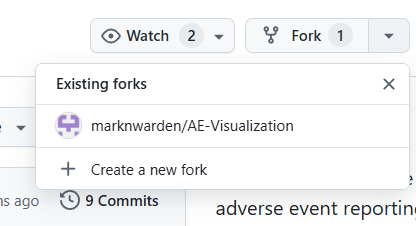 Watch 2
Fork 1
Existing forks
marknwarden/AE-Visualization
Create a new fork
ns ago
9 Commits
adverse event reporting